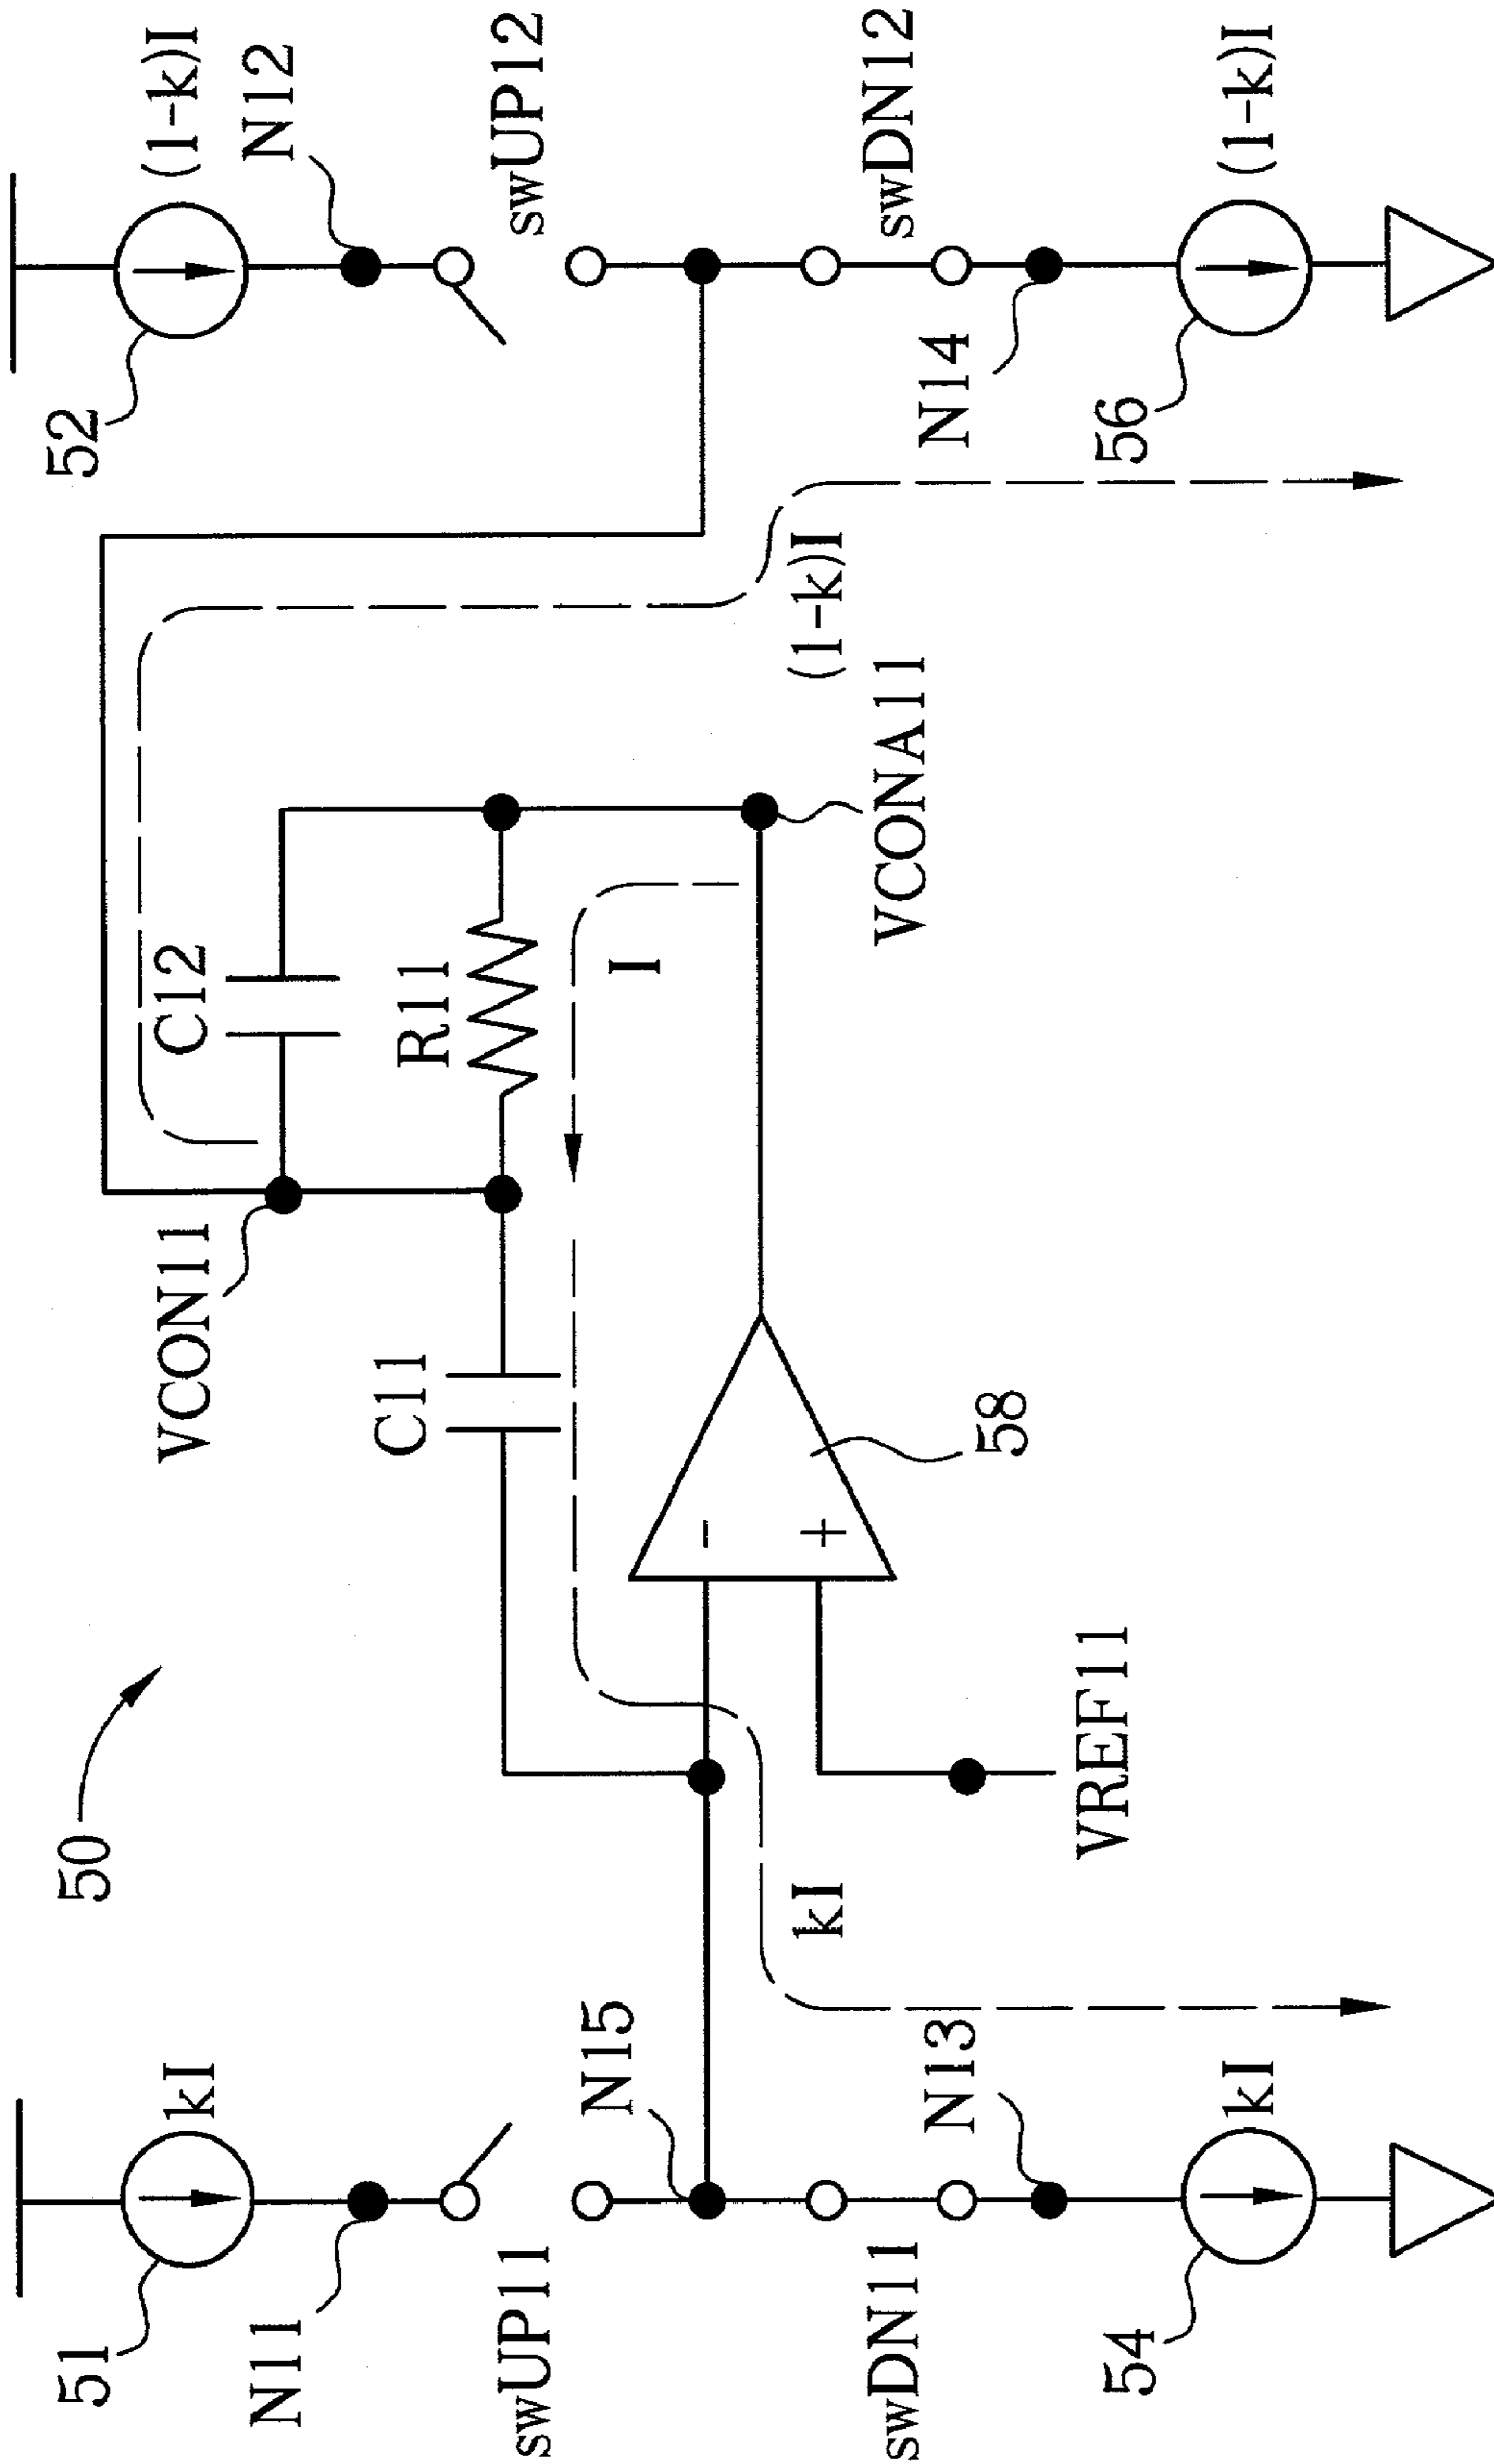 50
51
kI
N11
swUP11
N15
swDN11
N13
54
kI
kI
VREF11
-
+
58
C11
VCON11
C12
R11
I
VCONA11
(1-k)I
52
(1-k)I
N12
swUP12
swDN12
N14
56
(1-k)I